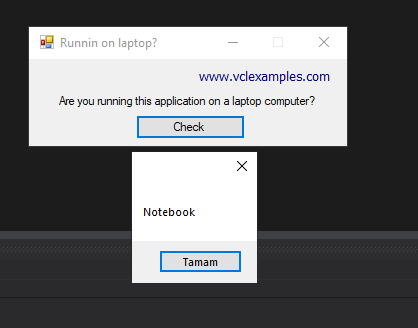 Runnin on laptop?
www.vclexamples.com
Are you running this application on a laptop computer?
Check
Notebook
Tamam